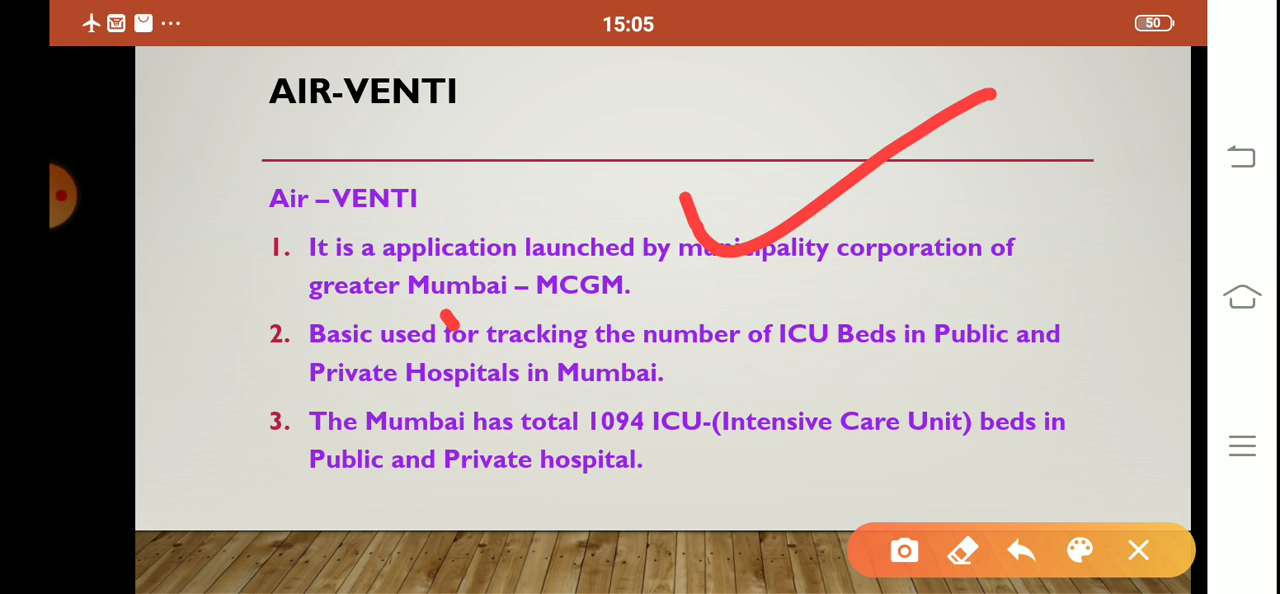 15:05
50
AIR-VENTI
Air – VENTI
1. It is a application launched by municipality corporation of
greater Mumbai – MCGM.
2. Basic used for tracking the number of ICU Beds in Public and
Private Hospitals in Mumbai.
3. The Mumbai has total 1094 ICU-(Intensive Care Unit) beds in
Public and Private hospital.